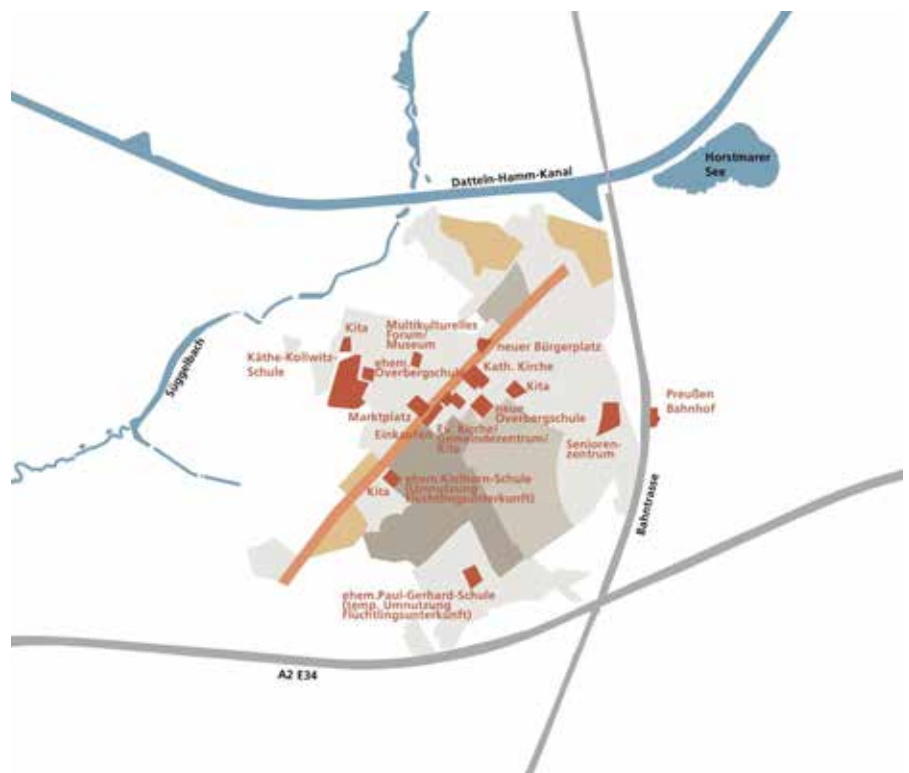 Horstmarer
See
Datteln-Hamm-Kanal
Süggelbach
Kita
Multikulturelles
Forum/
Museum
neuer Bürgerplatz
Käthe-Kollwitz-
Schule
ehem.
Overbergschule
Kath. Kirche
Kita
Preußen
Bahnhof
Marktplatz
neue
Overbergschule
Einkaufen
Ev. Kirche/
Gemeindezentrum/
Kita
Senioren-
zentrum
Kita
ehem.Kielhorn-Schule
(Umnutzung
Flüchtlingsunterkunft)
Bahntrasse
ehem.Paul-Gerhard-Schule
(temp. Umnutzung
Flüchtlingsunterkunft)
A2 E34